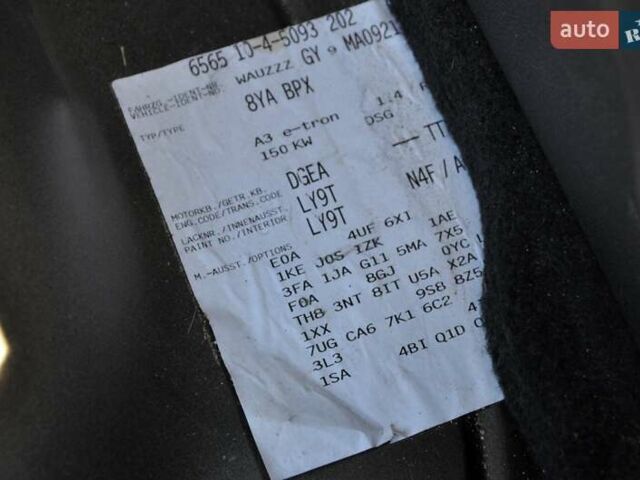 auto
R
6565 10-4-5093 202
FAHRZG.-IDENT-NR.
VEHICLE-IDENT-NO.
WAUZZZ GY 9 MA0921
8YA BPX
TYP/TYPE
A3 e-tron 1.4 / R
150 KW DSG
MOTORKB./GETR.KB.
ENG.CODE/TRANS.CODE
DGEA — TT
LACKNR./INNENAUSST.
PAINT NO./INTERIOR
LY9T N4F / A
LY9T
M.-AUSST./OPTIONS
E0A 4UF 6XI 1AE
1KE J0S 1ZK 7X5
3FA 1JA G11 5MA 0YC
F0A 8GJ X2A
TH8 3NT 8IT U5A
1XX 9S8 8Z5
7UG CA6 7K1 6C2
3L3
1SA 4BI Q1D